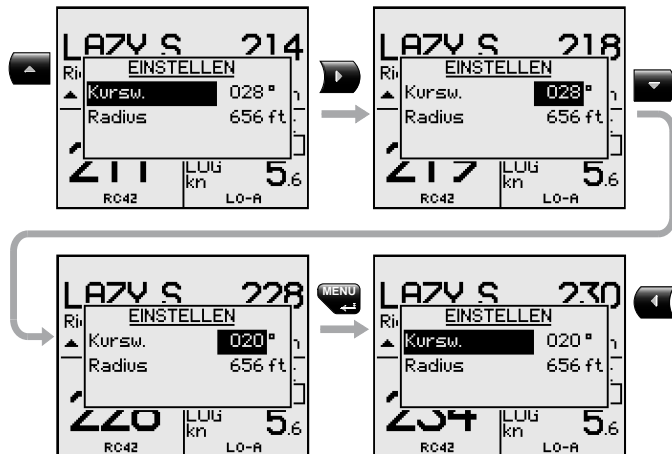 LAZY S 214
EINSTELLEN
Kursw. 028°
Radius 656 ft
LOG
kn 5.6
RC42 LO-A
LAZY S 218
EINSTELLEN
Kursw. 028°
Radius 656 ft
LOG
kn 5.6
RC42 LO-A
LAZY S 228
EINSTELLEN
Kursw. 020°
Radius 656 ft
LOG
kn 5.6
RC42 LO-A
MENU
LAZY S 230
EINSTELLEN
Kursw. 020°
Radius 656 ft
234 LOG
kn 5.6
RC42 LO-A